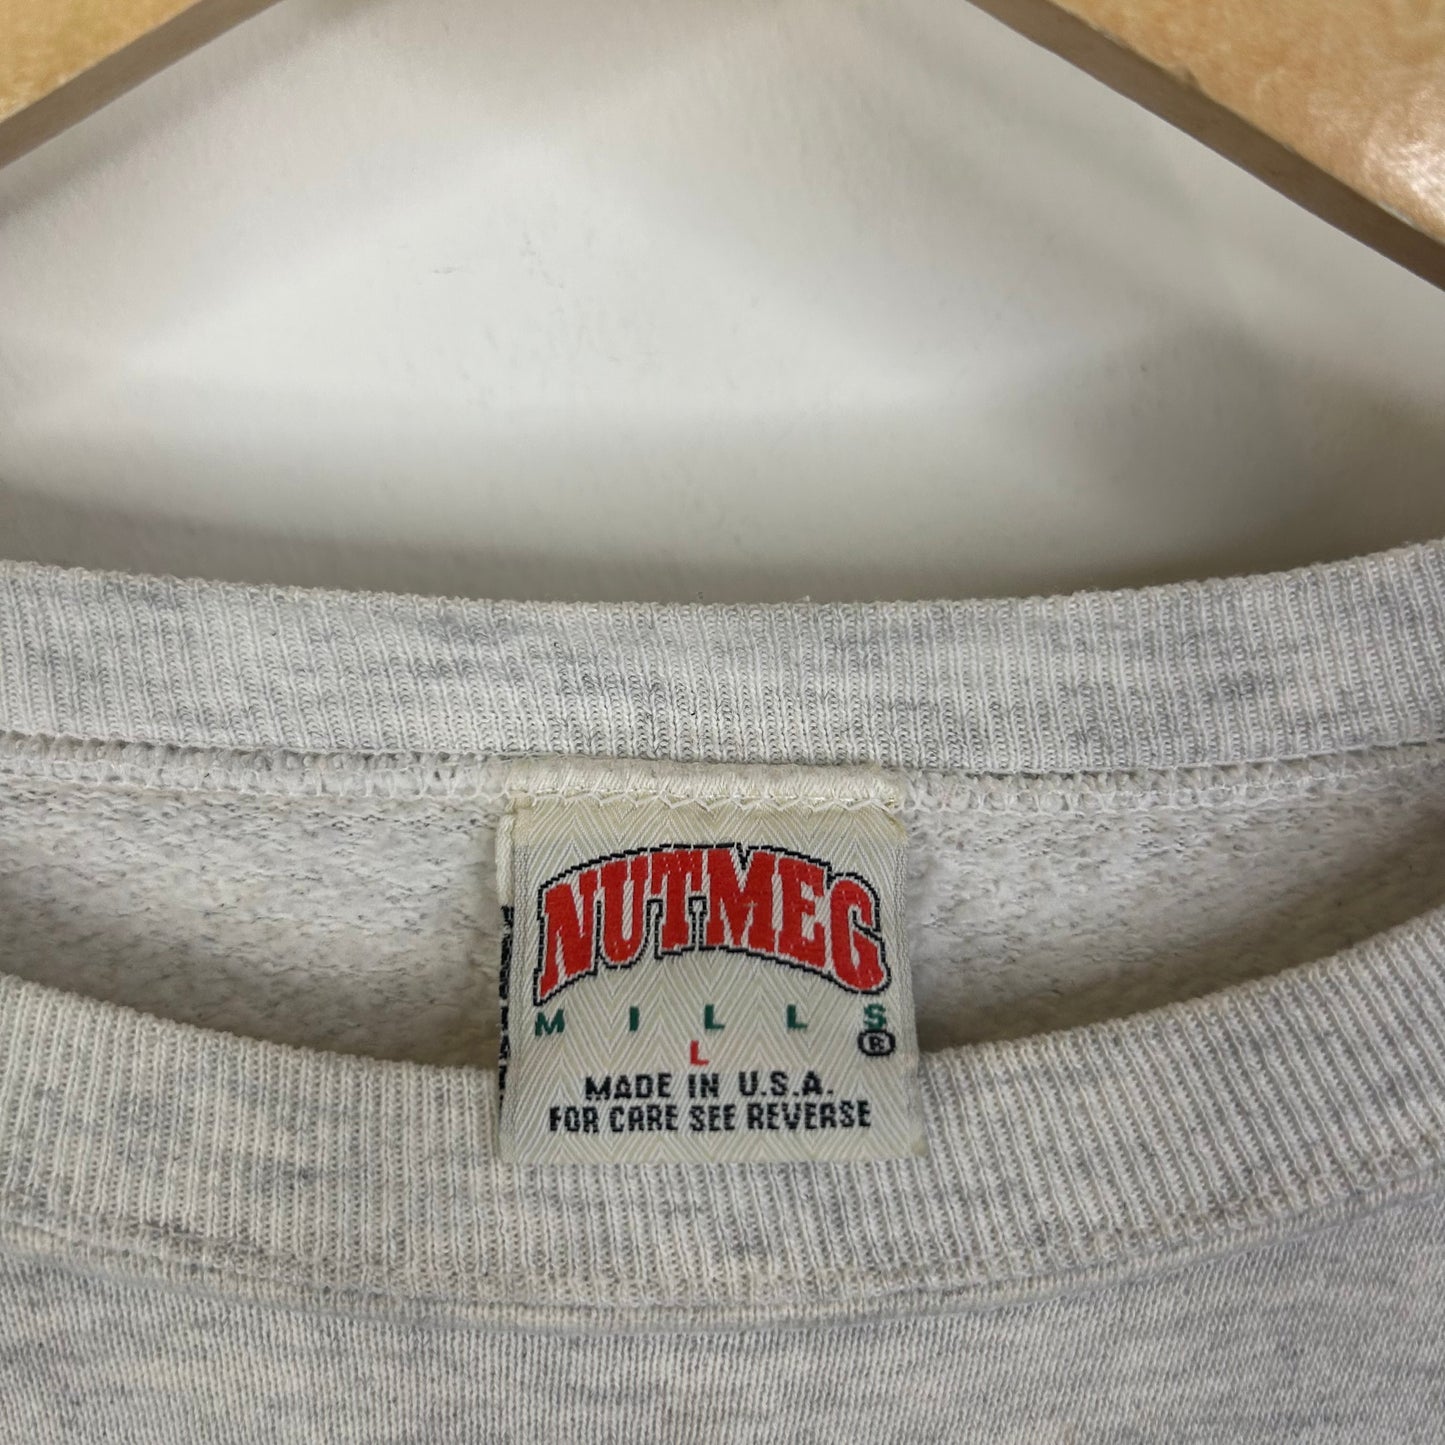 NUTMEG
MILLS
®
L
MADE IN U.S.A.
FOR CARE SEE REVERSE